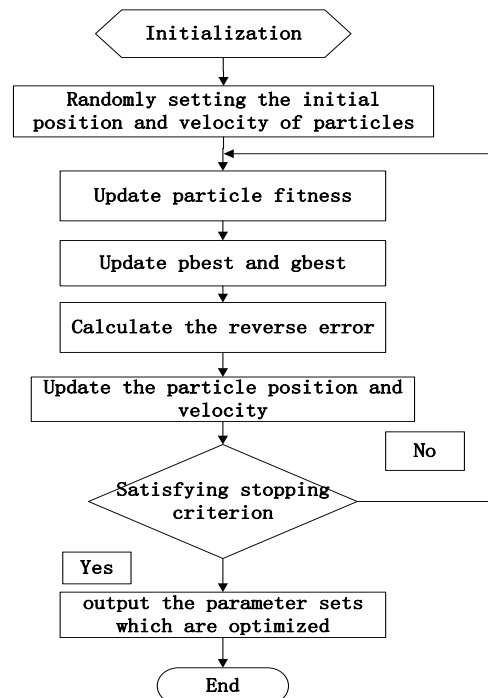 Initialization
Randomly setting the initial
position and velocity of particles
Update particle fitness
Update pbest and gbest
Calculate the reverse error
Update the particle position and
velocity
No
Satisfying stopping
criterion
Yes
output the parameter sets
which are optimized
End